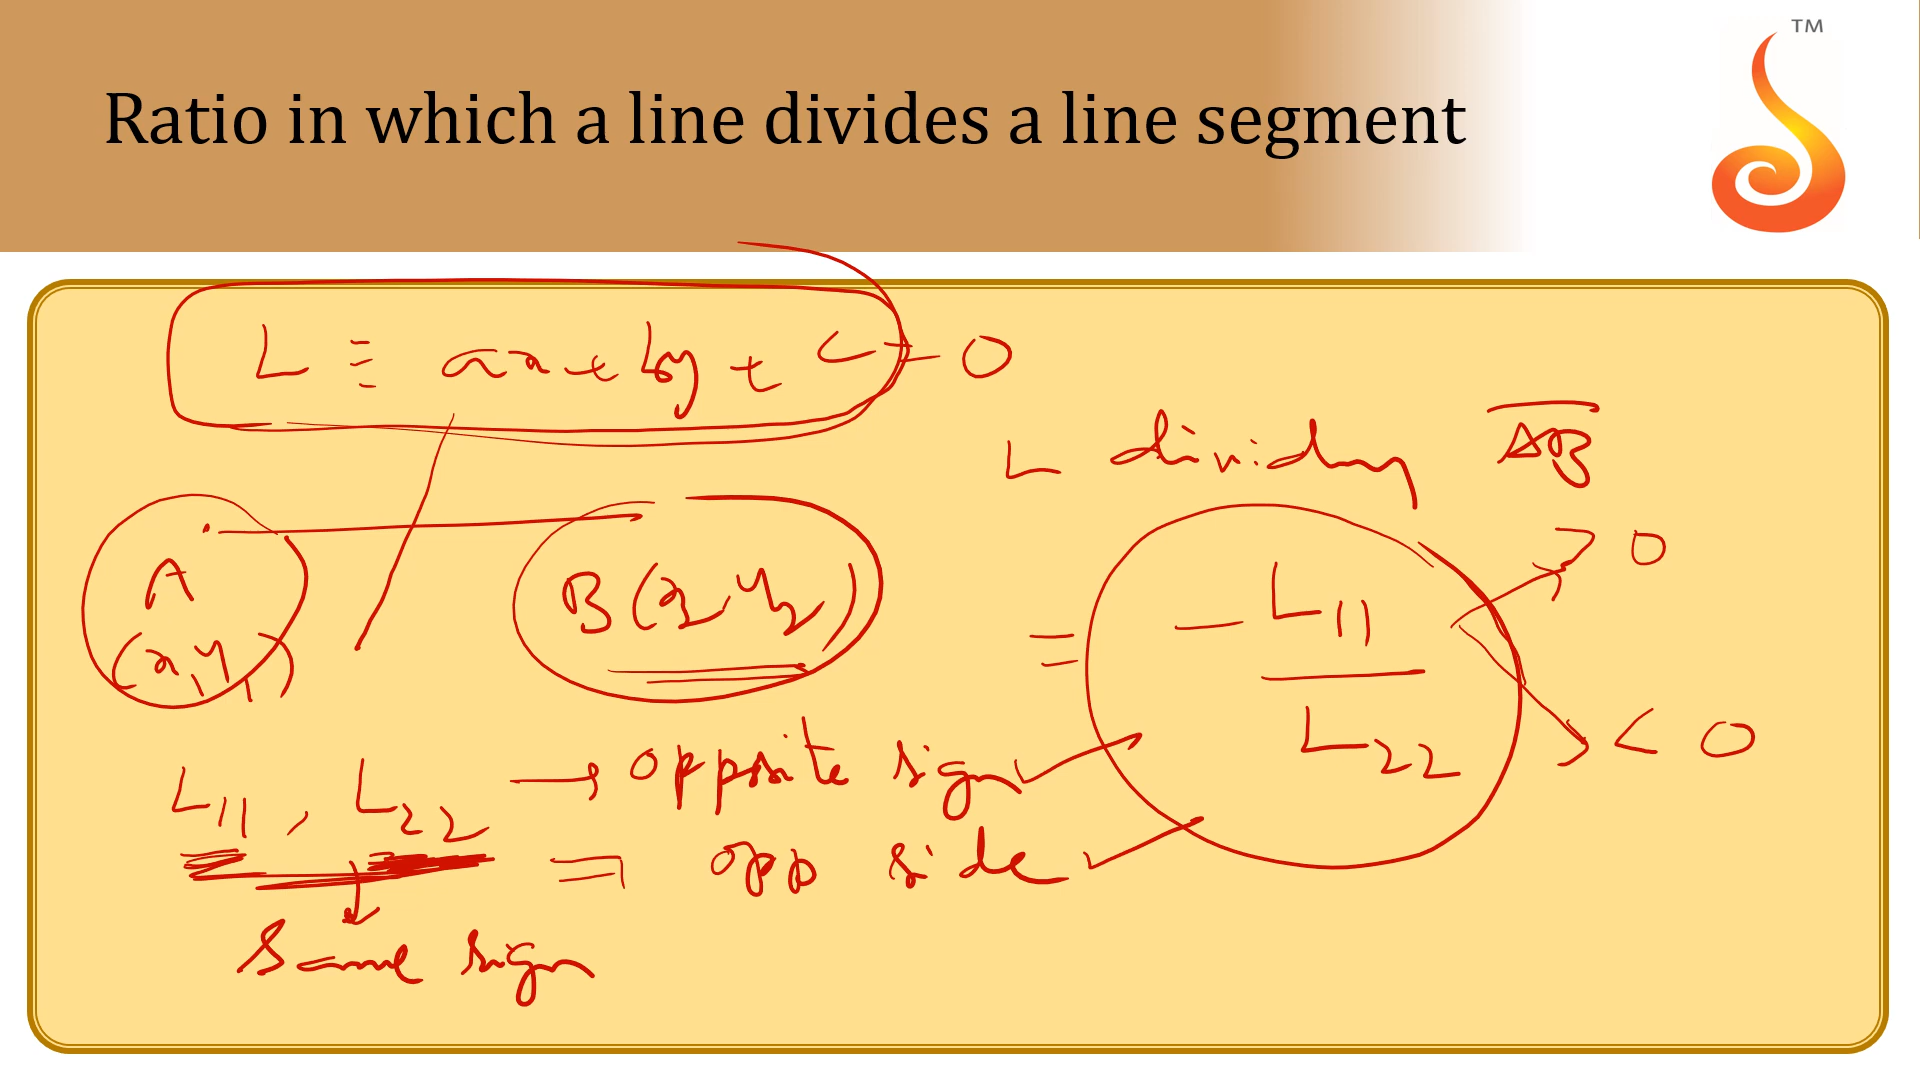 TM
Ratio in which a line divides a line segment
L ≡ ax + by + c = 0
L dividing AB
A
(x1 y1)
B (x2 y2)
= - L11 / L22
> 0
< 0
L11 , L22 → opposite sign
= opp side
Same sign